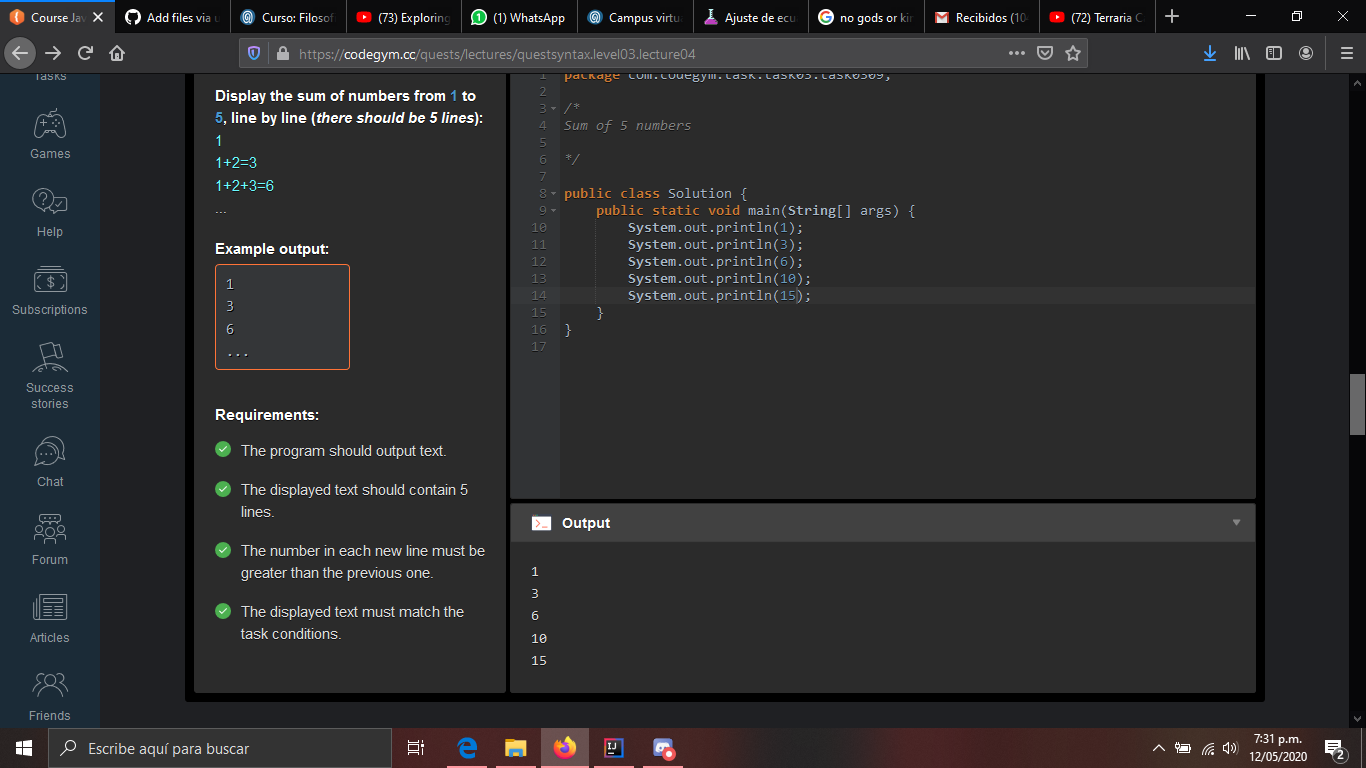 Course Jav
Add files via u
Curso: Filosof
(73) Exploring
(1) WhatsApp
Campus virtu
Ajuste de ecu
no gods or kin
Recibidos (10
(72) Terraria C
https://codegym.cc/quests/lectures/questsyntax.level03.lecture04
Tasks
Games
Help
Subscriptions
Success
stories
Chat
Forum
Articles
Friends
Display the sum of numbers from 1 to
5, line by line (there should be 5 lines):
1
1+2=3
1+2+3=6
...
Example output:
1
3
6
...
Requirements:
The program should output text.
The displayed text should contain 5
lines.
The number in each new line must be
greater than the previous one.
The displayed text must match the
task conditions.
1 package com.codegym.task.task03.task0309;
2
3 /*
4 Sum of 5 numbers
5
6 */
7
8 public class Solution {
9 public static void main(String[] args) {
10 System.out.println(1);
11 System.out.println(3);
12 System.out.println(6);
13 System.out.println(10);
14 System.out.println(15);
15 }
16 }
17
Output
1
3
6
10
15
Escribe aquí para buscar
7:31 p.m.
12/05/2020
2